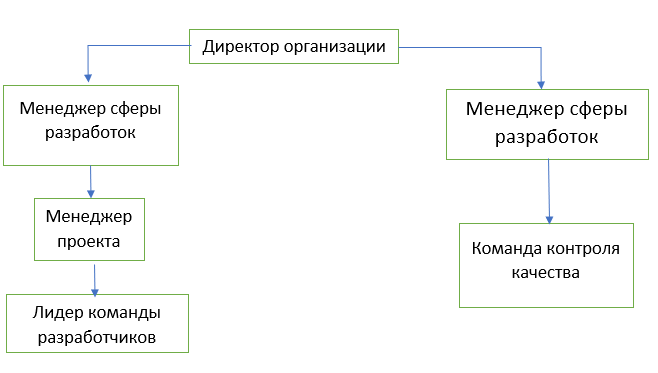 Директор организации
Менеджер сферы
разработок
Менеджер сферы
разработок
Менеджер
проекта
Команда контроля
качества
Лидер команды
разработчиков